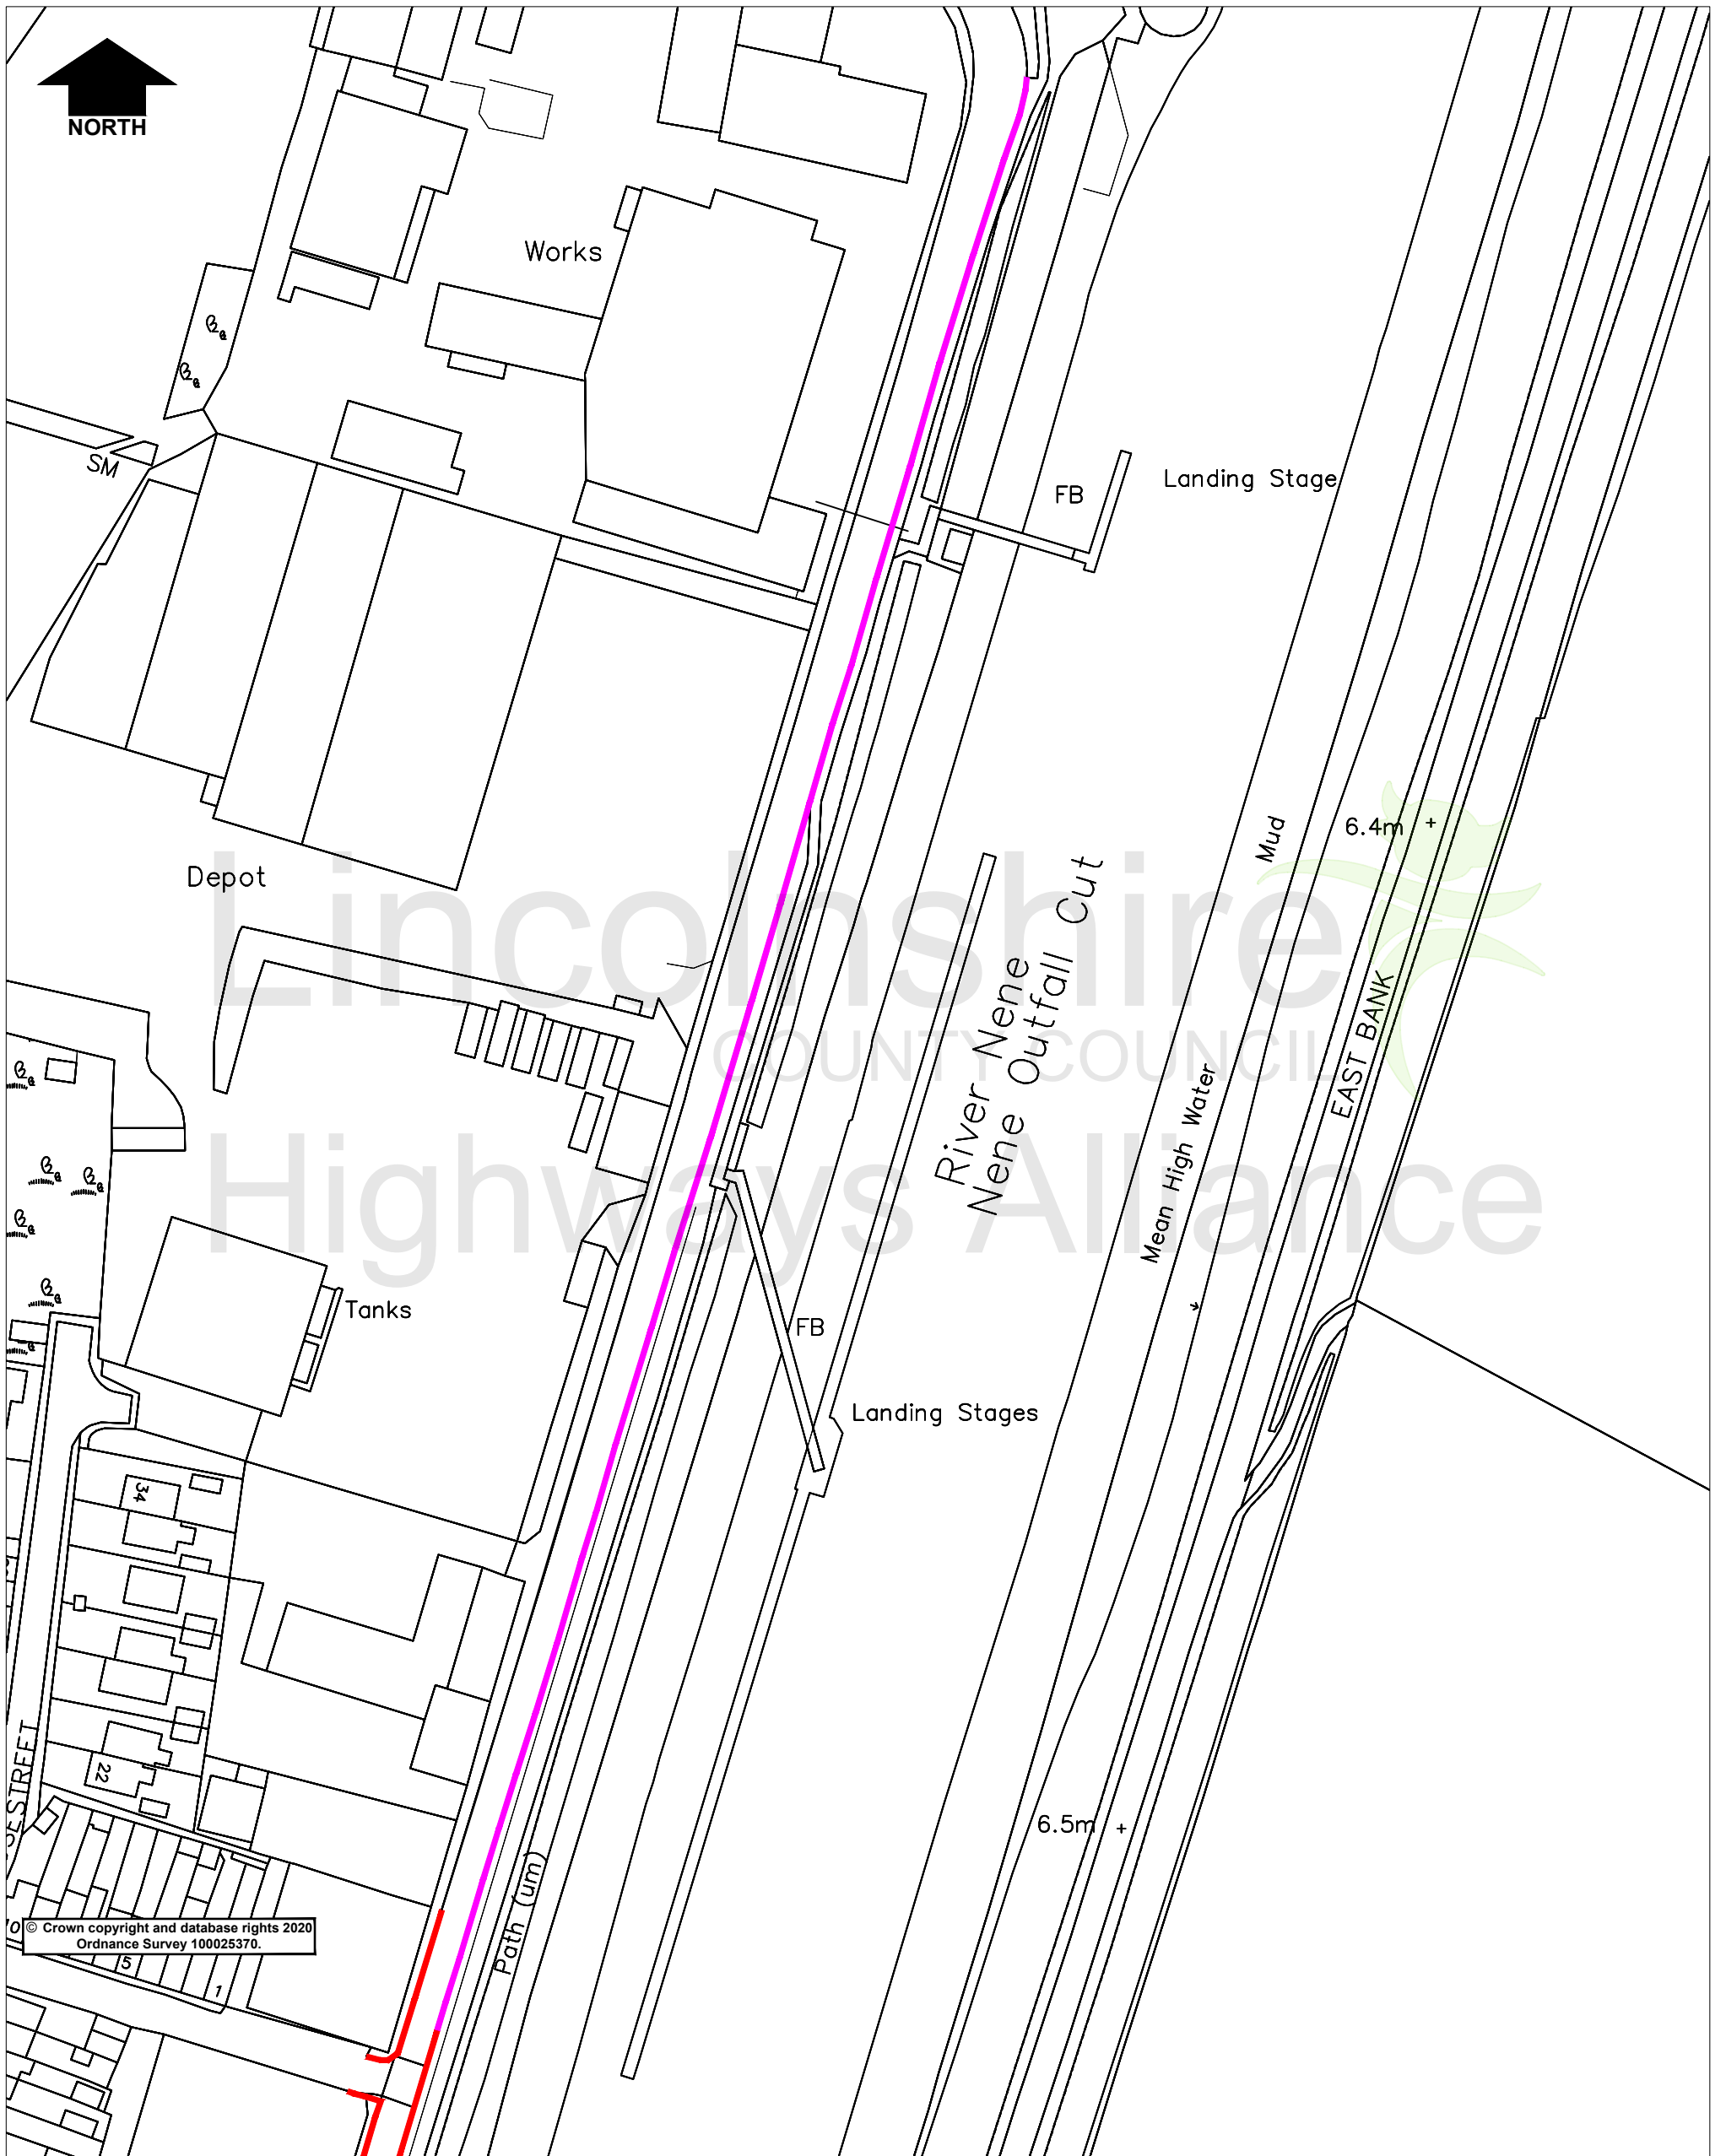 NORTH
Works
SM
FB
Landing Stage
Mud
6.4m
Depot
Lincolnshire
COUNTY COUNCIL
Highways Alliance
River Nene
Nene Outfall Cut
EAST BANK
Mean High Water
Tanks
FB
Landing Stages
34
22
STREET
6.5m
Path (um)
10
© Crown copyright and database rights 2020
Ordnance Survey 100025370.
5
1